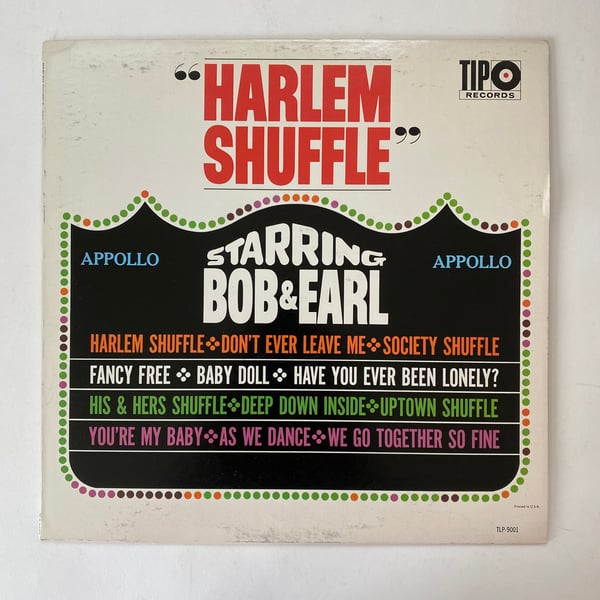 TIP
RECORDS
“HARLEM
SHUFFLE”
APPOLLO
STARRING
APPOLLO
BOB & EARL
HARLEM SHUFFLE❖DON'T EVER LEAVE ME❖SOCIETY SHUFFLE
FANCY FREE ❖ BABY DOLL ❖ HAVE YOU EVER BEEN LONELY?
HIS & HERS SHUFFLE❖DEEP DOWN INSIDE❖UPTOWN SHUFFLE
YOU'RE MY BABY❖AS WE DANCE❖WE GO TOGETHER SO FINE
Printed in U.S.A.
TLP-9001